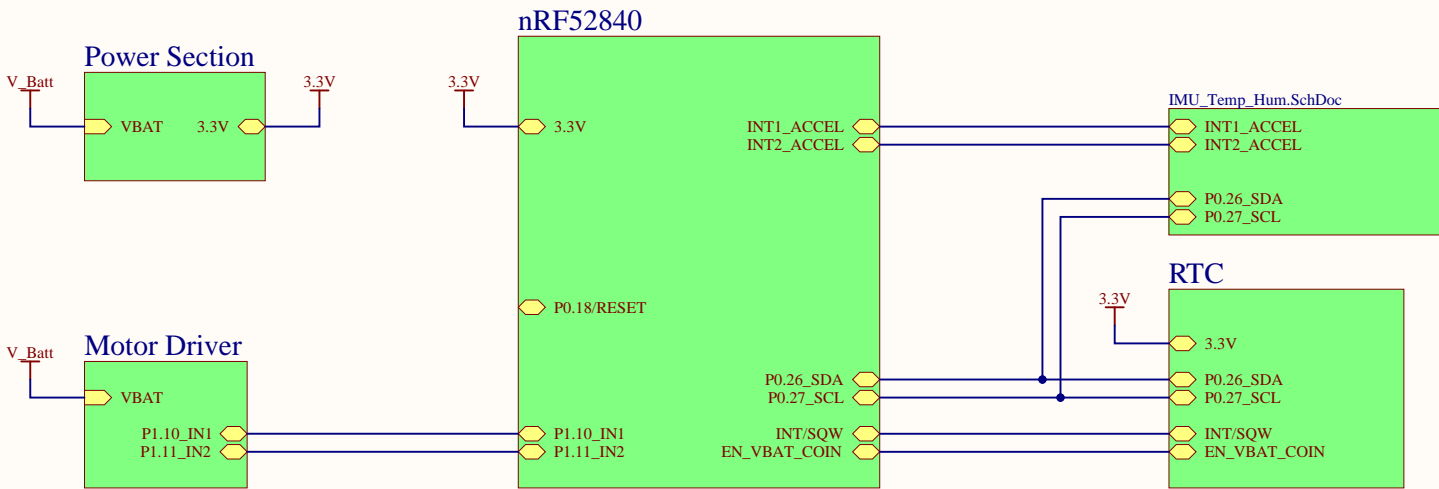 nRF52840
Power Section
V_Batt
VBAT
3.3V
3.3V
3.3V
3.3V
INT1_ACCEL
INT2_ACCEL
P0.18/RESET
P0.26_SDA
P0.27_SCL
P1.10_IN1
P1.11_IN2
INT/SQW
EN_VBAT_COIN
IMU_Temp_Hum.SchDoc
INT1_ACCEL
INT2_ACCEL
P0.26_SDA
P0.27_SCL
RTC
3.3V
3.3V
P0.26_SDA
P0.27_SCL
INT/SQW
EN_VBAT_COIN
Motor Driver
V_Batt
VBAT
P1.10_IN1
P1.11_IN2